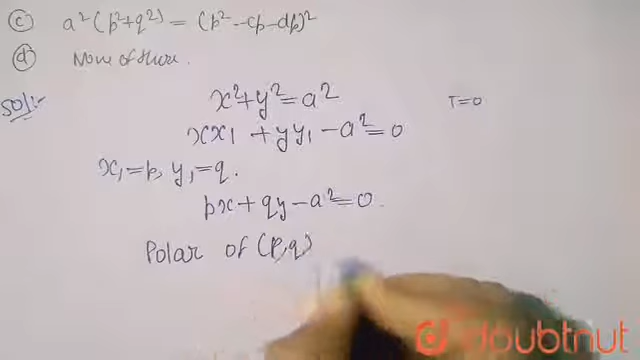 (c) a²(p²+q²) = (p²-cp-dp)²
(d) None of these.
Sol:-
x²+y²=a²
T=0
xx₁ + yy₁ - a²=0
x₁=p, y₁=q.
px + qy - a²=0.
Polar of (p,q)
doubtnut